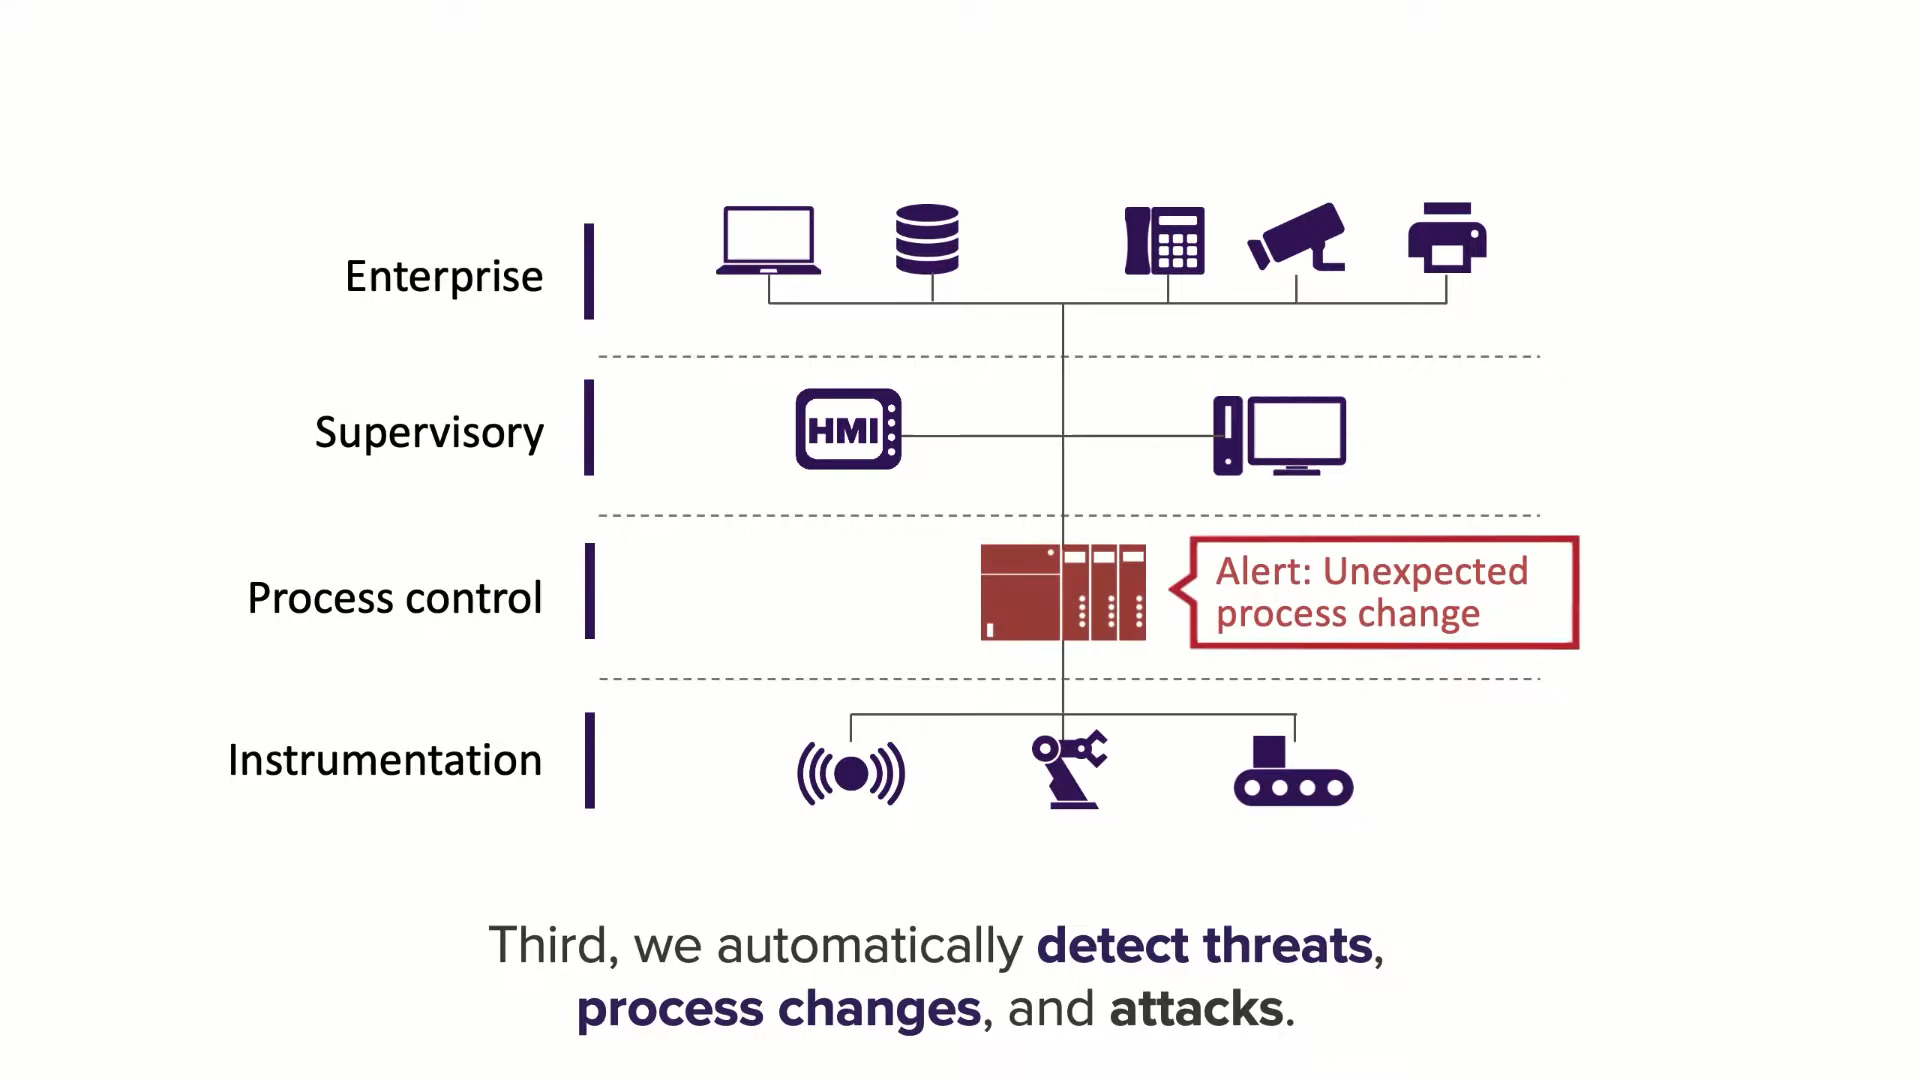 Enterprise
Supervisory
HMI
Process control
Alert: Unexpected
process change
Instrumentation
Third, we automatically detect threats,
process changes, and attacks.